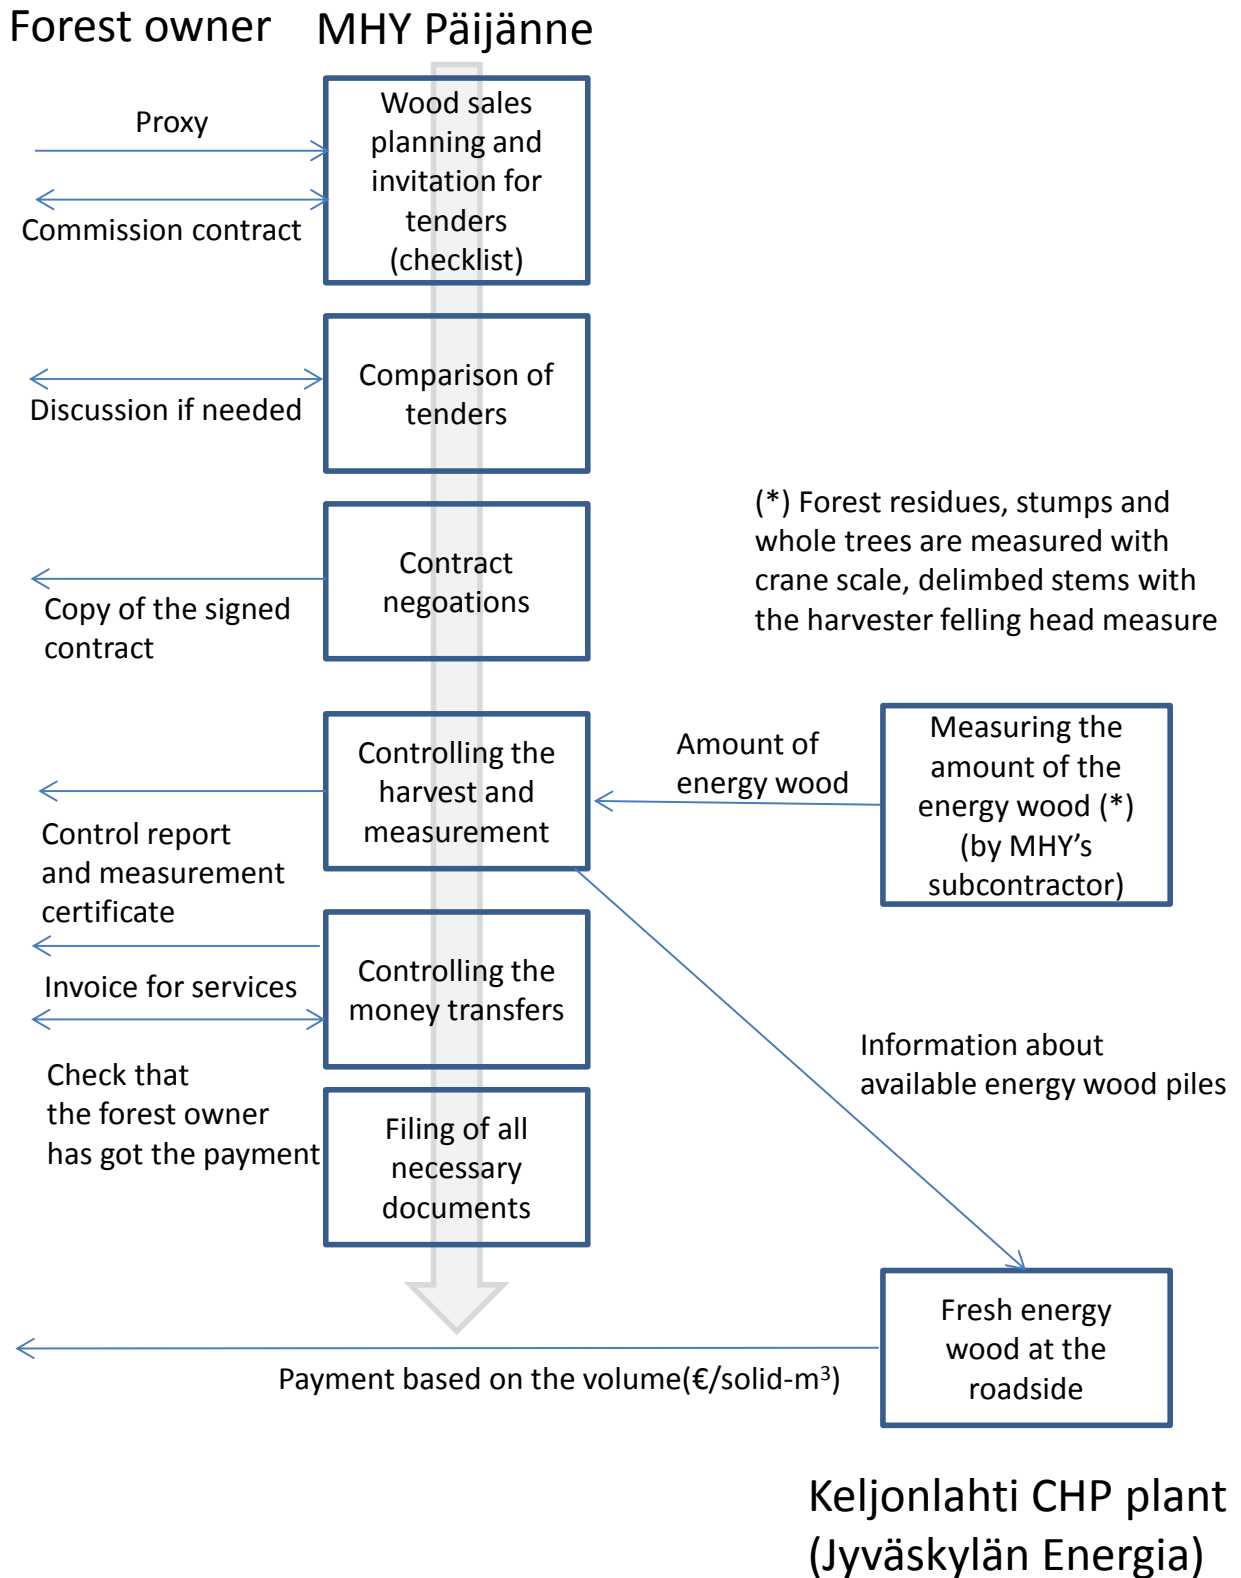 Forest owner
MHY Päijänne
Proxy
Commission contract
Wood sales
planning and
invitation for
tenders
(checklist)
Discussion if needed
Comparison of
tenders
(*) Forest residues, stumps and
whole trees are measured with
crane scale, delimbed stems with
the harvester felling head measure
Copy of the signed
contract
Contract
negoations
Control report
and measurement
certificate
Controlling the
harvest and
measurement
Amount of
energy wood
Measuring the
amount of the
energy wood (*)
(by MHY’s
subcontractor)
Invoice for services
Controlling the
money transfers
Check that
the forest owner
has got the payment
Information about
available energy wood piles
Filing of all
necessary
documents
Fresh energy
wood at the
roadside
Payment based on the volume(€/solid-m³)
Keljonlahti CHP plant
(Jyväskylän Energia)